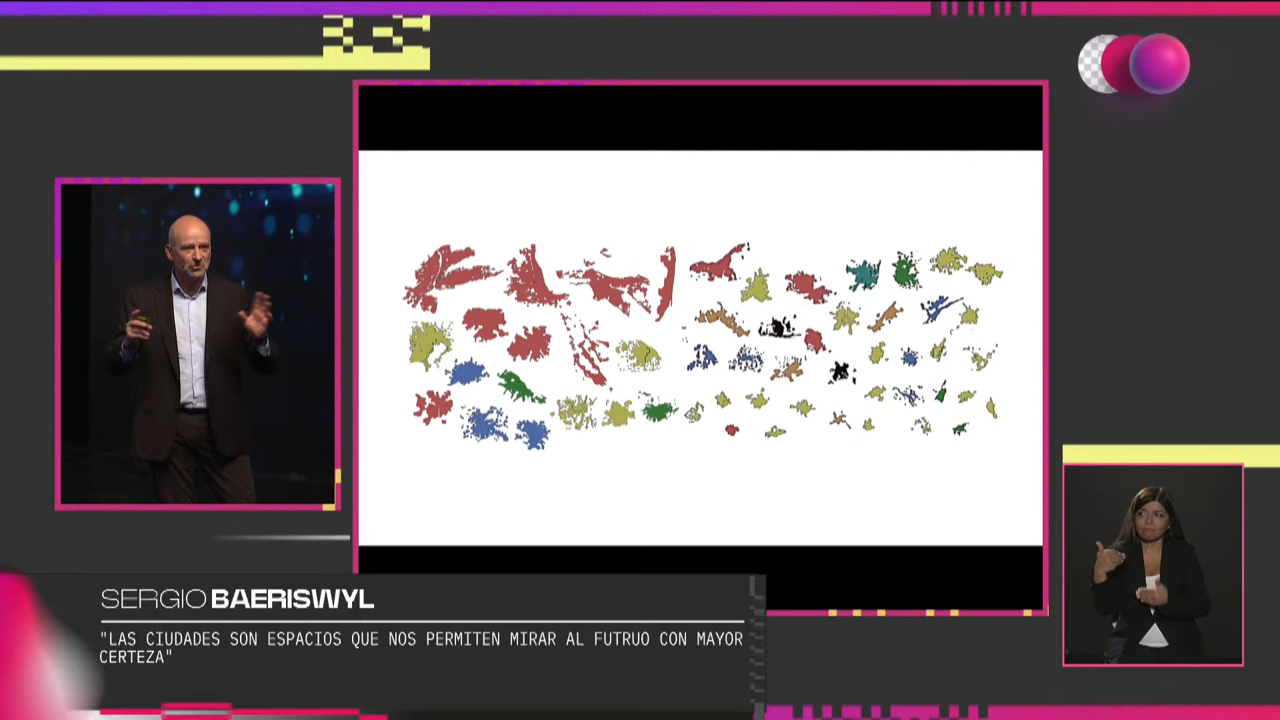 SERGIO BAERISWYL
"LAS CIUDADES SON ESPACIOS QUE NOS PERMITEN MIRAR AL FUTRUO CON MAYOR
CERTEZA"